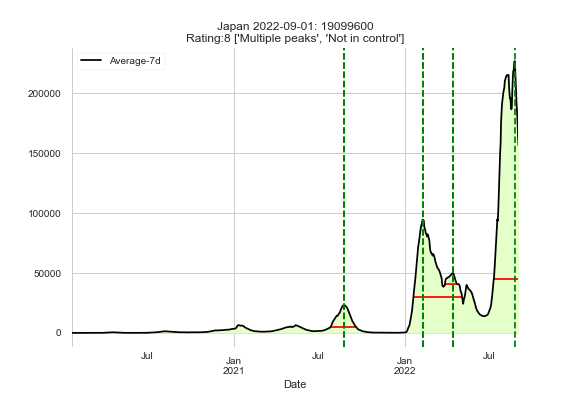 Japan 2022-09-01: 19099600
Rating:8 ['Multiple peaks', 'Not in control']
Average-7d
200000
150000
100000
50000
0
Jul
Jan
2021
Jul
Jan
2022
Jul
Date